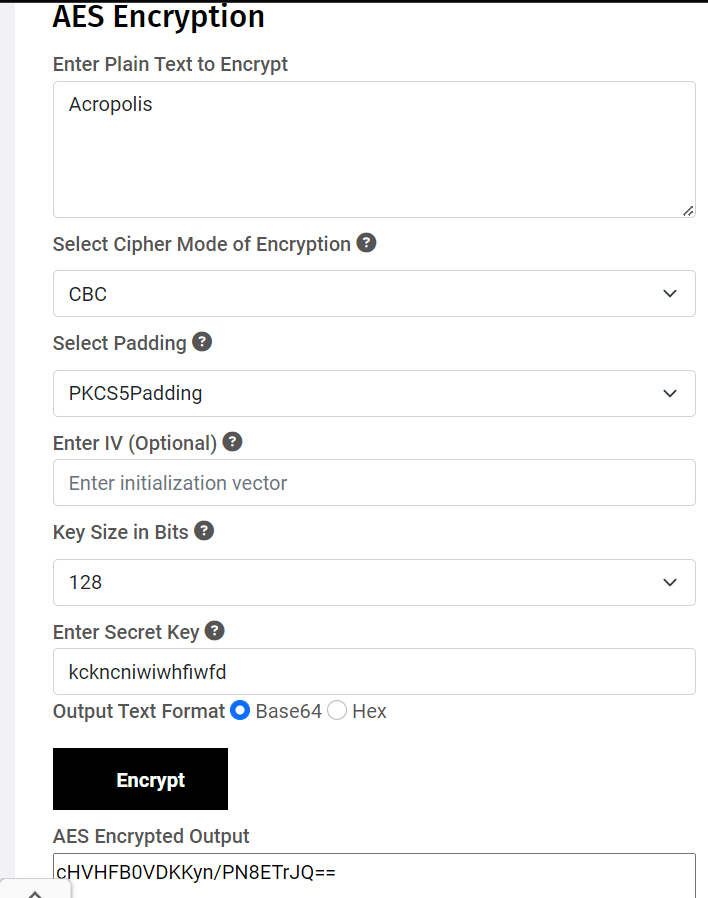 AES Encryption
Enter Plain Text to Encrypt
Acropolis
Select Cipher Mode of Encryption ?
CBC
Select Padding ?
PKCS5Padding
Enter IV (Optional) ?
Enter initialization vector
Key Size in Bits ?
128
Enter Secret Key ?
kckncniwiwhfiwfd
Output Text Format Base64 Hex
Encrypt
AES Encrypted Output
cHVHFB0VDKKyn/PN8ETrJQ==